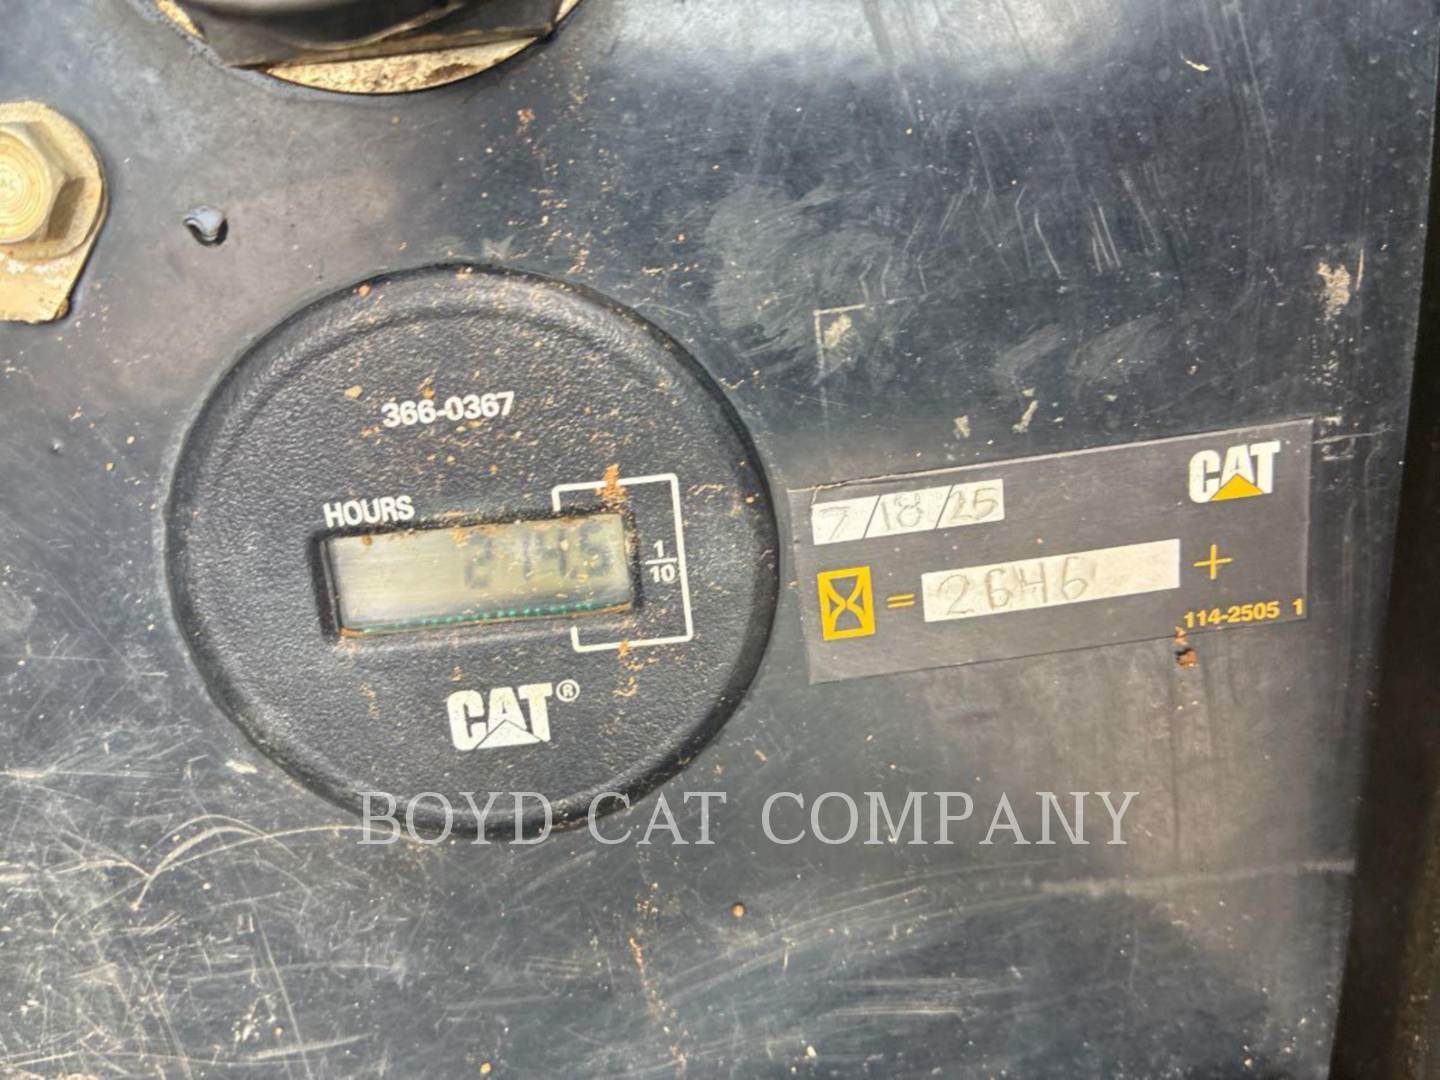 366-0367
HOURS
1/10
CAT®
CAT
7/18/25
= 2646 +
114-2505 1
BOYD CAT COMPANY